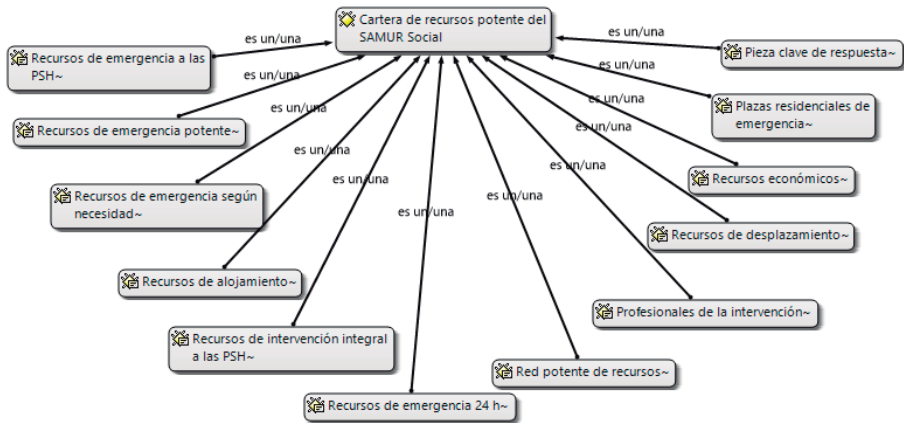 Cartera de recursos potente del
SAMUR Social
es un/una
es un/una
Recursos de emergencia a las
PSH~
Pieza clave de respuesta~
es un/una
es un/una
Recursos de emergencia potente~
Plazas residenciales de
emergencia~
es un/una
es un/una
es un/una
es un/una
es un/una
es un/una
Recursos de emergencia según
necesidad~
Recursos económicos~
es un/una
es un/una
Recursos de desplazamiento~
Recursos de alojamiento~
Profesionales de la intervención~
Recursos de intervención integral
a las PSH~
Red potente de recursos~
Recursos de emergencia 24 h~